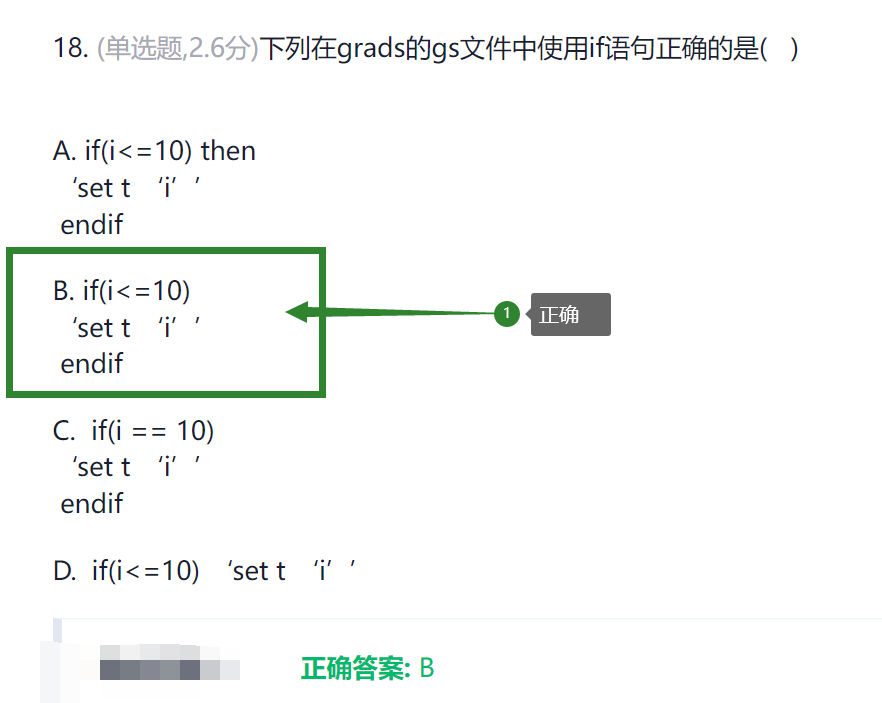 18. (单选题,2.6分)下列在grads的gs文件中使用if语句正确的是( )
A. if(i<=10) then
‘set t ‘i’ ’
endif
B. if(i<=10)
‘set t ‘i’ ’
endif
1 正确
C. if(i == 10)
‘set t ‘i’ ’
endif
D. if(i<=10) ‘set t ‘i’ ’
正确答案: B